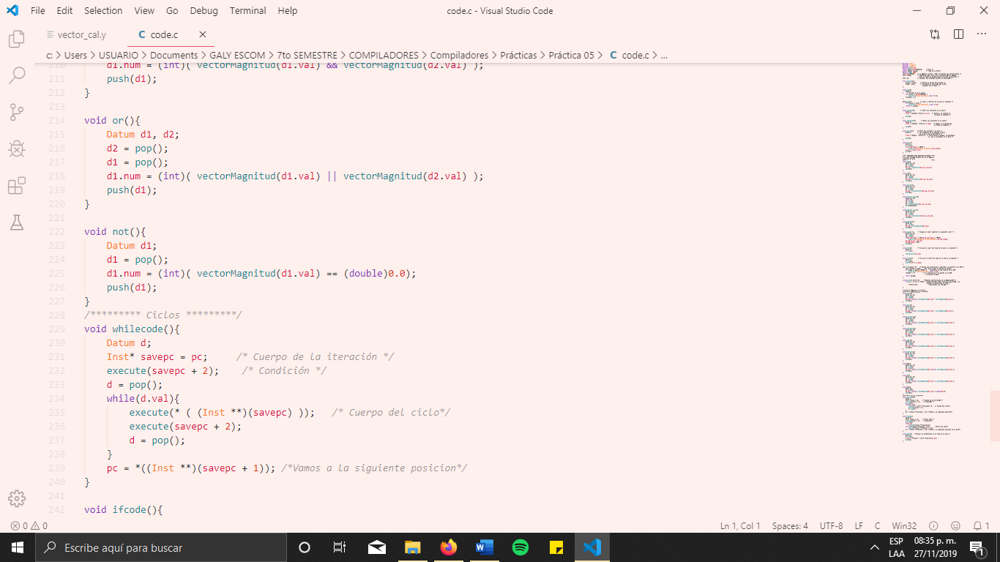 File Edit Selection View Go Debug Terminal Help code.c - Visual Studio Code
vector_cal.y C code.c
c: > Users > USUARIO > Documents > GALY ESCOM > 7to SEMESTRE > COMPILADORES > Compiladores > Prácticas > Práctica 05 > C code.c > ...
210 d1.num = (int)( vectorMagnitud(d1.val) && vectorMagnitud(d2.val) );
211 push(d1);
212 }
213
214 void or(){
215 Datum d1, d2;
216 d2 = pop();
217 d1 = pop();
218 d1.num = (int)( vectorMagnitud(d1.val) || vectorMagnitud(d2.val) );
219 push(d1);
220 }
221
222 void not(){
223 Datum d1;
224 d1 = pop();
225 d1.num = (int)( vectorMagnitud(d1.val) == (double)0.0);
226 push(d1);
227 }
228 /********* Ciclos *********/
229 void whilecode(){
230 Datum d;
231 Inst* savepc = pc; /* Cuerpo de la iteración */
232 execute(savepc + 2); /* Condición */
233 d = pop();
234 while(d.val){
235 execute(* ( (Inst **)(savepc) )); /* Cuerpo del ciclo*/
236 execute(savepc + 2);
237 d = pop();
238 }
239 pc = *((Inst **)(savepc + 1)); /*Vamos a la siguiente posicion*/
240 }
241
242 void ifcode(){
0 0 Ln 1, Col 1 Spaces: 4 UTF-8 LF C Win32 1
Escribe aquí para buscar ESP 08:35 p. m.
LAA 27/11/2019 1